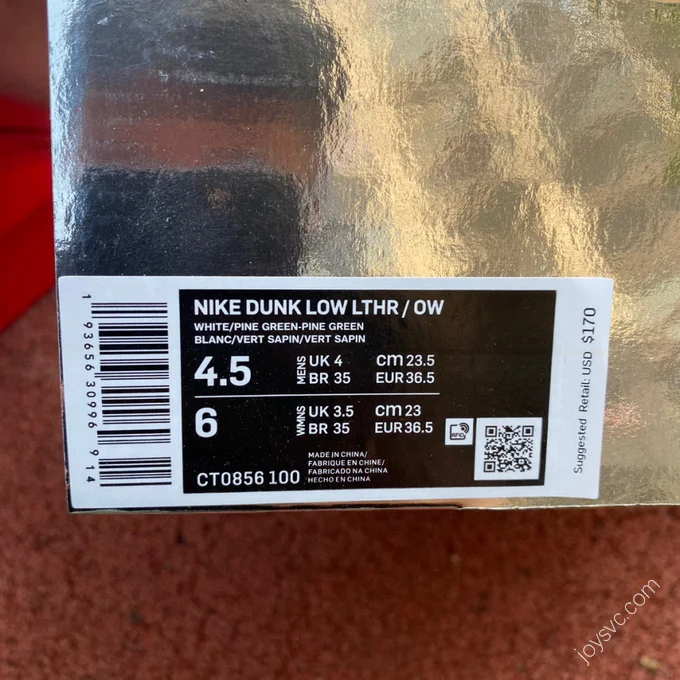 NIKE DUNK LOW LTHR / OW
WHITE/PINE GREEN-PINE GREEN
BLANC/VERT SAPIN/VERT SAPIN
4.5
MENS
UK 4
BR 35
cm 23.5
EUR 36.5
6
WMNS
UK 3.5
BR 35
cm 23
EUR 36.5
RFID
CT0856 100
MADE IN CHINA/
FABRIQUE EN CHINE/
FABRICADO NA CHINA
HECHO EN CHINA
1 93656 30996 9 14
Suggested Retail: USD $170
joysvc.com